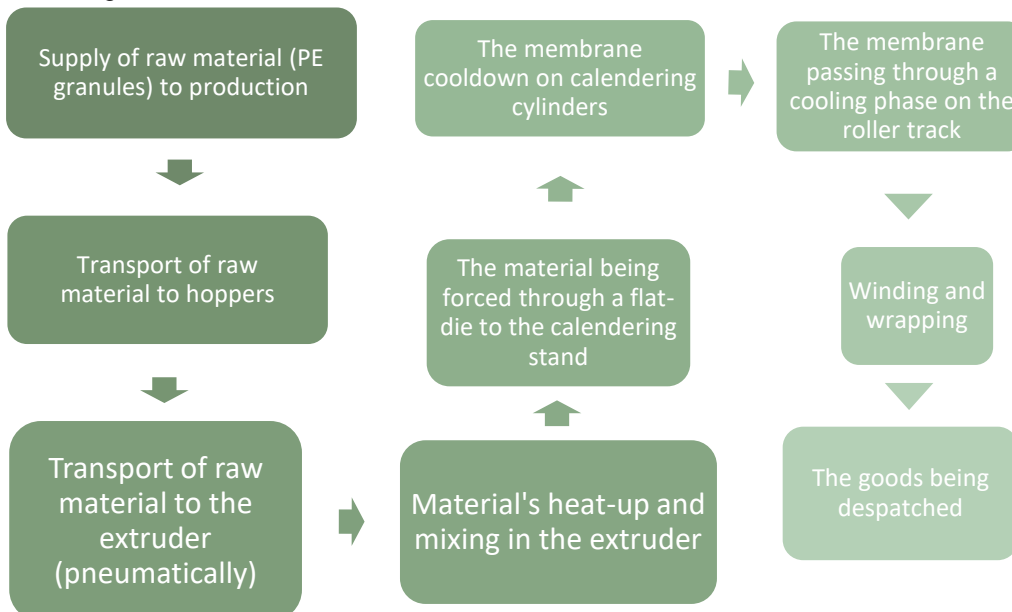 Supply of raw material (PE
granules) to production
Transport of raw
material to hoppers
Transport of raw
material to the
extruder
(pneumatically)
Material's heat-up and
mixing in the extruder
The material being
forced through a flat-
die to the calendering
stand
The membrane
cooldown on calendering
cylinders
The membrane
passing through a
cooling phase on the
roller track
Winding and
wrapping
The goods being
despatched